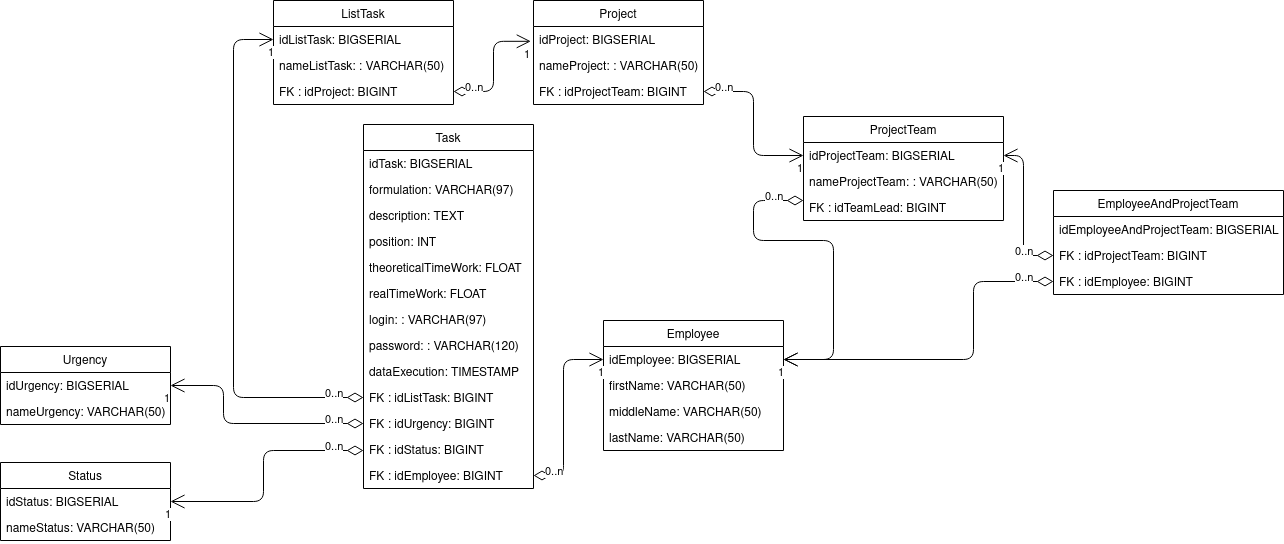 ListTask
idListTask: BIGSERIAL
nameListTask: : VARCHAR(50)
FK : idProject: BIGINT
1
0..n
Project
idProject: BIGSERIAL
nameProject: : VARCHAR(50)
FK : idProjectTeam: BIGINT
1
0..n
ProjectTeam
idProjectTeam: BIGSERIAL
nameProjectTeam: : VARCHAR(50)
FK : idTeamLead: BIGINT
1
1
0..n
EmployeeAndProjectTeam
idEmployeeAndProjectTeam: BIGSERIAL
FK : idProjectTeam: BIGINT
FK : idEmployee: BIGINT
0..n
0..n
Task
idTask: BIGSERIAL
formulation: VARCHAR(97)
description: TEXT
position: INT
theoreticalTimeWork: FLOAT
realTimeWork: FLOAT
login: : VARCHAR(97)
password: : VARCHAR(120)
dataExecution: TIMESTAMP
FK : idListTask: BIGINT
FK : idUrgency: BIGINT
FK : idStatus: BIGINT
FK : idEmployee: BIGINT
0..n
0..n
0..n
0..n
Employee
idEmployee: BIGSERIAL
firstName: VARCHAR(50)
middleName: VARCHAR(50)
lastName: VARCHAR(50)
1
1
Urgency
idUrgency: BIGSERIAL
nameUrgency: VARCHAR(50)
1
Status
idStatus: BIGSERIAL
nameStatus: VARCHAR(50)
1